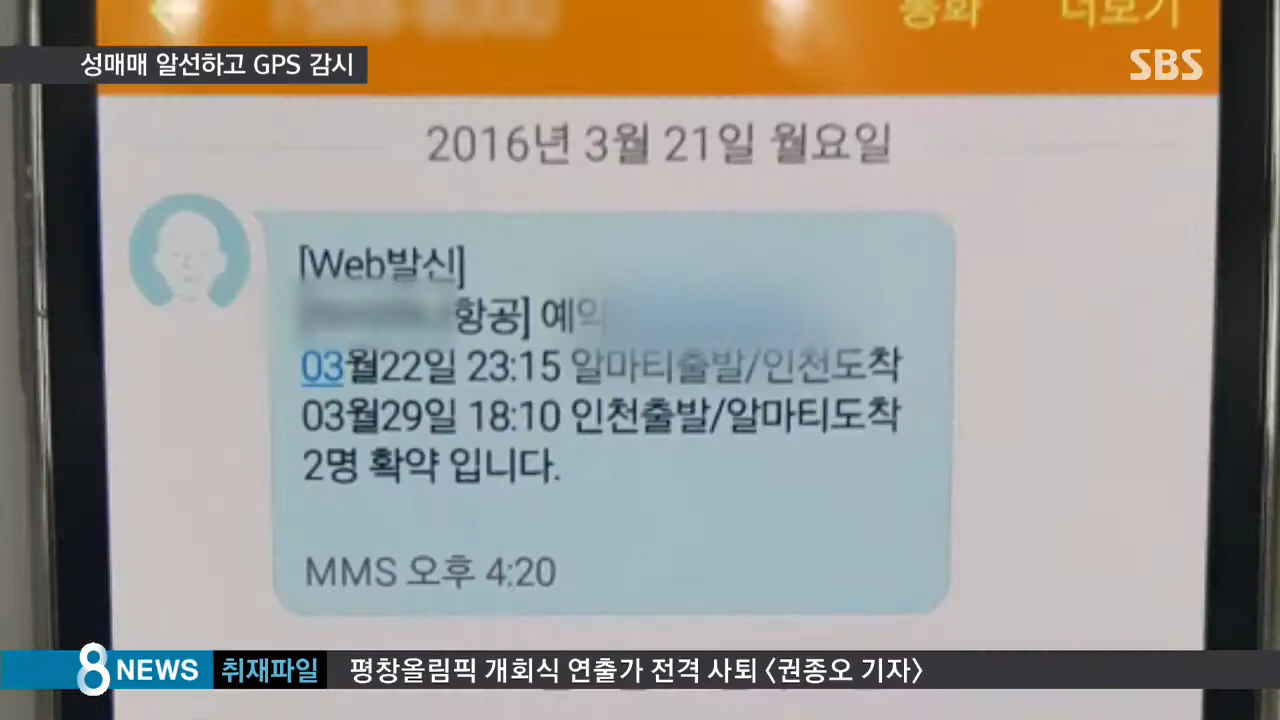 통화 더보기
성매매 알선하고 GPS 감시
SBS
2016년 3월 21일 월요일
[Web발신]
항공] 예약
03월22일 23:15 알마티출발/인천도착
03월29일 18:10 인천출발/알마티도착
2명 확약 입니다.
MMS 오후 4:20
8 NEWS 취재파일 평창올림픽 개회식 연출가 전격 사퇴 〈권종오 기자〉